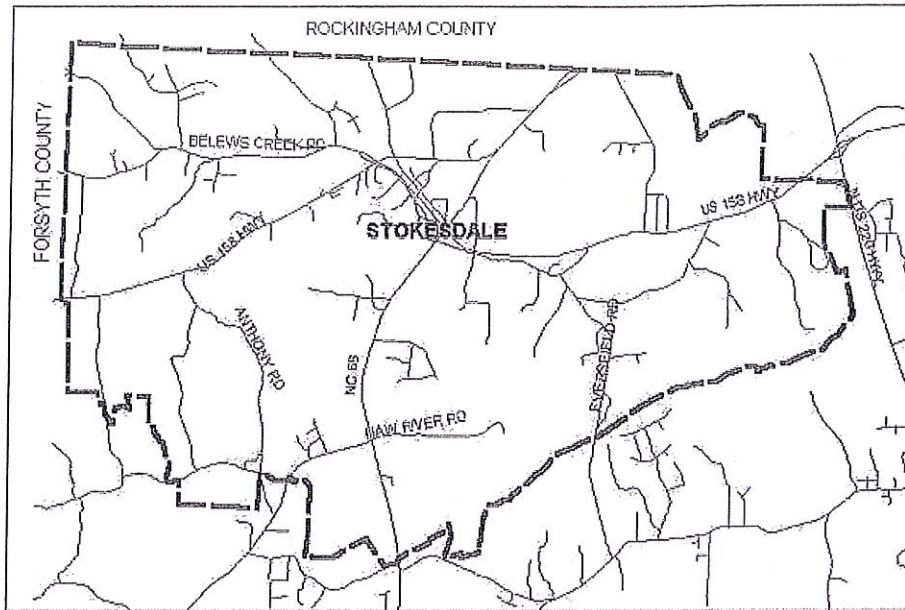 ROCKINGHAM COUNTY
FORSYTH COUNTY
BELEWS CREEK RD
US 158 HWY
STOKESDALE
US 158 HWY
US 220 HWY
ANTHONY RD
NC 68
EVERSFIELD RD
HAW RIVER RD